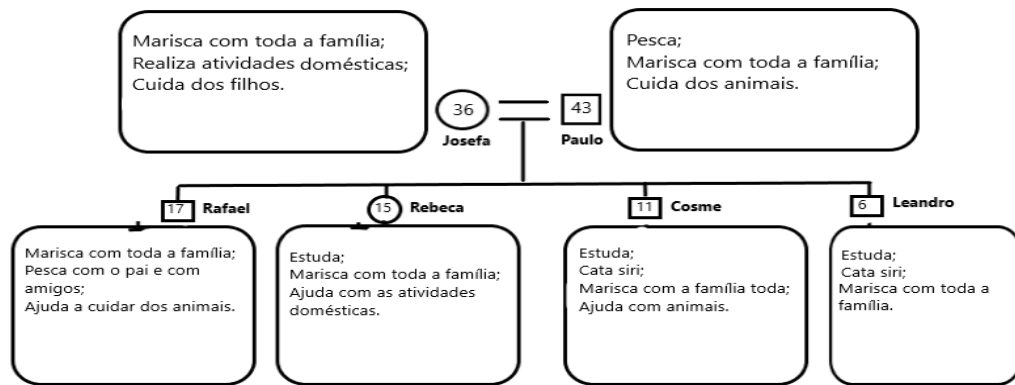 Marisca com toda a família;
Realiza atividades domésticas;
Cuida dos filhos.
Pesca;
Marisca com toda a família;
Cuida dos animais.
36
43
Josefa
Paulo
17 Rafael
15 Rebeca
11 Cosme
6 Leandro
Marisca com toda a família;
Pesca com o pai e com
amigos;
Ajuda a cuidar dos animais.
Estuda;
Marisca com toda a família;
Ajuda com as atividades
domésticas.
Estuda;
Cata siri;
Marisca com a família toda;
Ajuda com animais.
Estuda;
Cata siri;
Marisca com toda a
família.